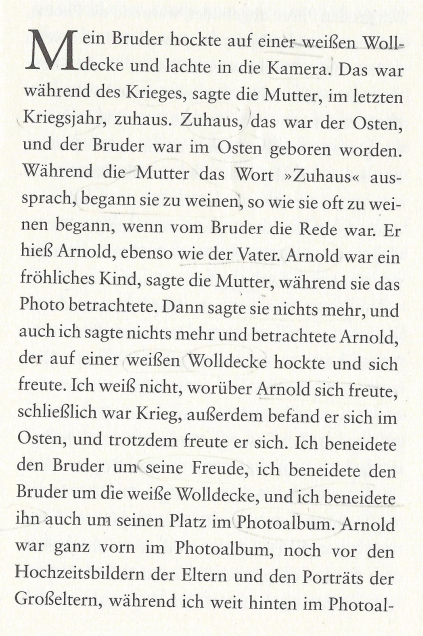 Mein Bruder hockte auf einer weißen Woll-
decke und lachte in die Kamera. Das war
während des Krieges, sagte die Mutter, im letzten
Kriegsjahr, zuhaus. Zuhaus, das war der Osten,
und der Bruder war im Osten geboren worden.
Während die Mutter das Wort »Zuhaus« aus-
sprach, begann sie zu weinen, so wie sie oft zu wei-
nen begann, wenn vom Bruder die Rede war. Er
hieß Arnold, ebenso wie der Vater. Arnold war ein
fröhliches Kind, sagte die Mutter, während sie das
Photo betrachtete. Dann sagte sie nichts mehr, und
auch ich sagte nichts mehr und betrachtete Arnold,
der auf einer weißen Wolldecke hockte und sich
freute. Ich weiß nicht, worüber Arnold sich freute,
schließlich war Krieg, außerdem befand er sich im
Osten, und trotzdem freute er sich. Ich beneidete
den Bruder um seine Freude, ich beneidete den
Bruder um die weiße Wolldecke, und ich beneidete
ihn auch um seinen Platz im Photoalbum. Arnold
war ganz vorn im Photoalbum, noch vor den
Hochzeitsbildern der Eltern und den Porträts der
Großeltern, während ich weit hinten im Photoal-